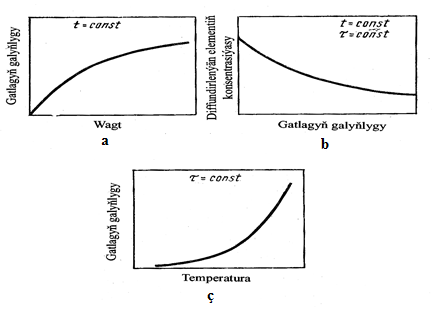 Gatlagyň galyňlygy
t = const
Wagt
a
Diffundirlenýän elementiň
konsentrasiýasy
t = const
τ = const
Gatlagyň galyňlygy
b
Gatlagyň galyňlygy
τ = const
Temperatura
ç